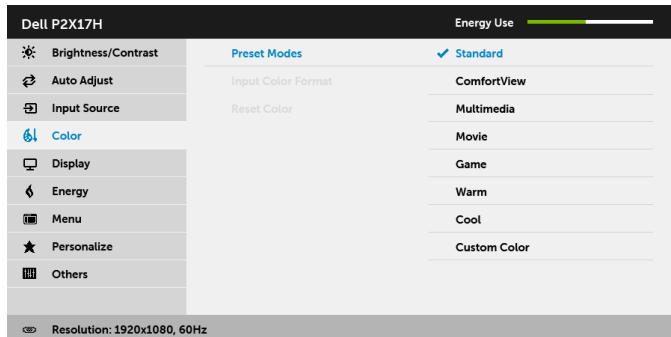 Dell P2X17H
Energy Use
Brightness/Contrast
Auto Adjust
Input Source
Color
Display
Energy
Menu
Personalize
Others
Preset Modes
Input Color Format
Reset Color
Standard
ComfortView
Multimedia
Movie
Game
Warm
Cool
Custom Color
Resolution: 1920x1080, 60Hz